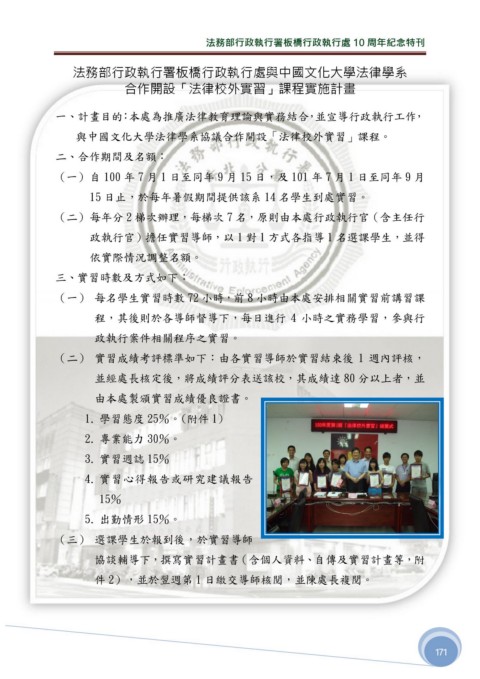 法務部行政執行署板橋行政執行處 10 周年紀念特刊
法務部行政執行署板橋行政執行處與中國文化大學法律學系
合作開設「法律校外實習」課程實施計畫
一、計畫目的：本處為推廣法律教育理論與實務結合，並宣導行政執行工作，
與中國文化大學法律學系協議合作開設「法律校外實習」課程。
二、合作期間及名額：
（一）自 100 年 7 月 1 日至同年 9 月 15 日，及 101 年 7 月 1 日至同年 9 月
15 日止，於每年暑假期間提供該系 14 名學生到處實習。
（二）每年分 2 梯次辦理，每梯次 7 名，原則由本處行政執行官（含主任行
政執行官）擔任實習導師，以 1 對 1 方式各指導 1 名選課學生，並得
依實際情況調整名額。
三、實習時數及方式如下：
（一） 每名學生實習時數 72 小時，前 8 小時由本處安排相關實習前講習課
程，其後則於各導師督導下，每日進行 4 小時之實務學習，參與行
政執行案件相關程序之實習。
（二） 實習成績考評標準如下：由各實習導師於實習結束後 1 週內評核，
並經處長核定後，將成績評分表送該校，其成績達 80 分以上者，並
由本處製頒實習成績優良證書。
1. 學習態度 25%。（附件 1）
2. 專業能力 30%。
3. 實習週誌 15%
4. 實習心得報告或研究建議報告
15%
5. 出勤情形 15%。
（三） 選課學生於報到後，於實習導師
協談輔導下，撰寫實習計畫書（含個人資料、自傳及實習計畫等，附
件 2），並於翌週第 1 日繳交導師核閱，並陳處長複閱。
171